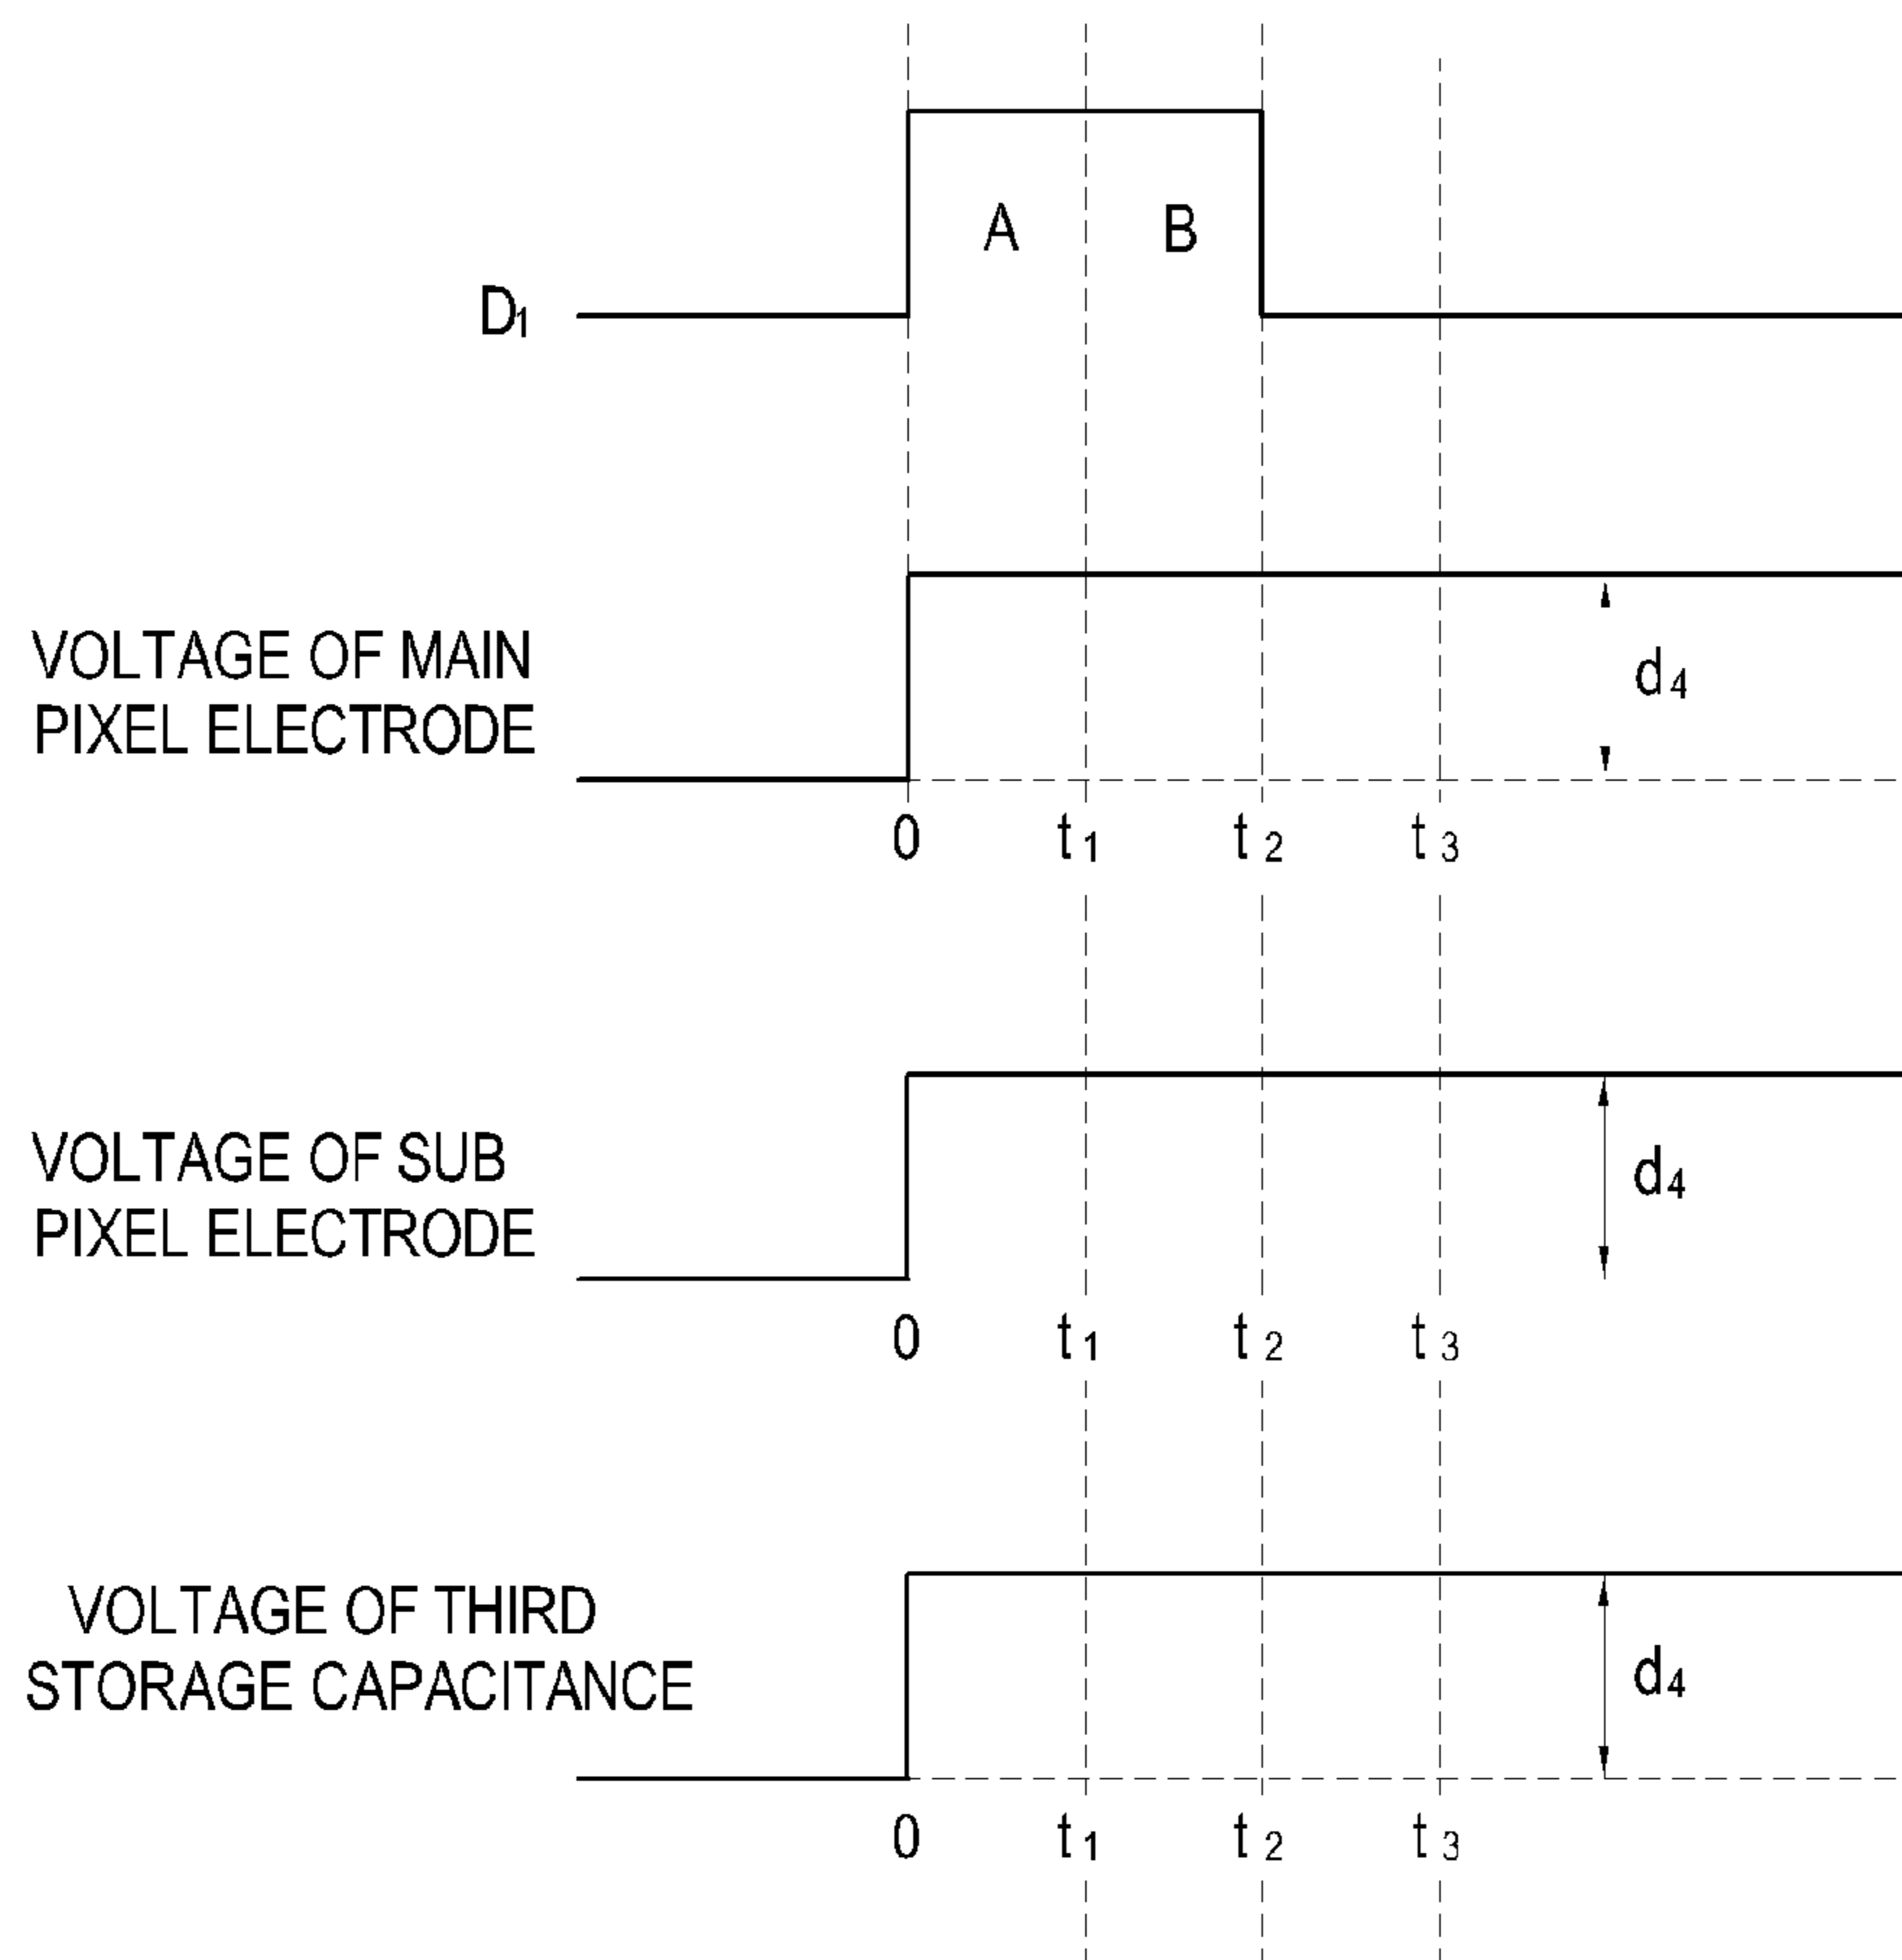 A B
D1
VOLTAGE OF MAIN
PIXEL ELECTRODE
d4
0 t1 t2 t3
VOLTAGE OF SUB
PIXEL ELECTRODE
d4
0 t1 t2 t3
VOLTAGE OF THIRD
STORAGE CAPACITANCE
d4
0 t1 t2 t3